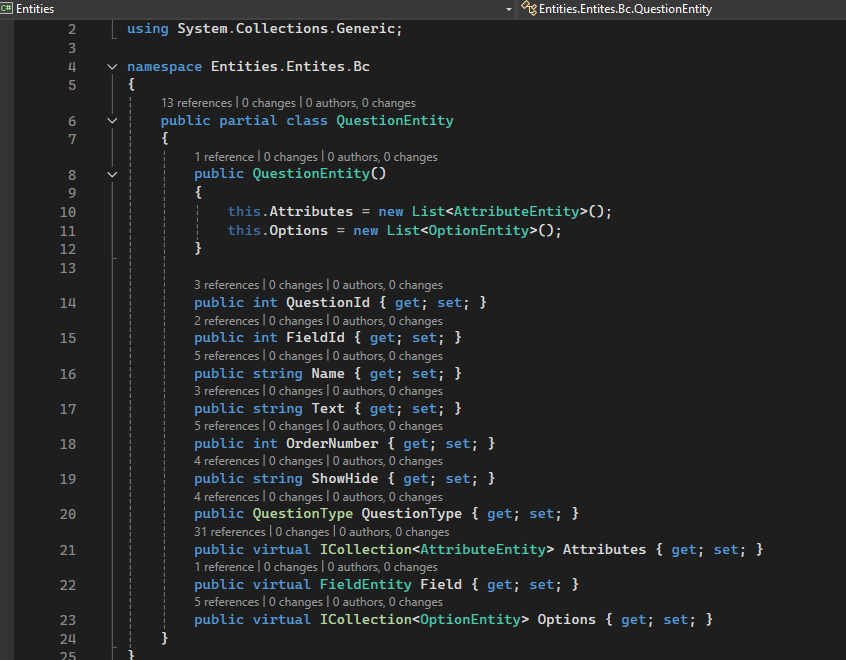 C# Entities Entities.Entites.Bc.QuestionEntity
2 using System.Collections.Generic;
3
4 namespace Entities.Entites.Bc
5 {
13 references | 0 changes | 0 authors, 0 changes
6 public partial class QuestionEntity
7 {
1 reference | 0 changes | 0 authors, 0 changes
8 public QuestionEntity()
9 {
10 this.Attributes = new List<AttributeEntity>();
11 this.Options = new List<OptionEntity>();
12 }
13
3 references | 0 changes | 0 authors, 0 changes
14 public int QuestionId { get; set; }
2 references | 0 changes | 0 authors, 0 changes
15 public int FieldId { get; set; }
5 references | 0 changes | 0 authors, 0 changes
16 public string Name { get; set; }
3 references | 0 changes | 0 authors, 0 changes
17 public string Text { get; set; }
5 references | 0 changes | 0 authors, 0 changes
18 public int OrderNumber { get; set; }
4 references | 0 changes | 0 authors, 0 changes
19 public string ShowHide { get; set; }
4 references | 0 changes | 0 authors, 0 changes
20 public QuestionType QuestionType { get; set; }
31 references | 0 changes | 0 authors, 0 changes
21 public virtual ICollection<AttributeEntity> Attributes { get; set; }
1 reference | 0 changes | 0 authors, 0 changes
22 public virtual FieldEntity Field { get; set; }
5 references | 0 changes | 0 authors, 0 changes
23 public virtual ICollection<OptionEntity> Options { get; set; }
24 }
25 }